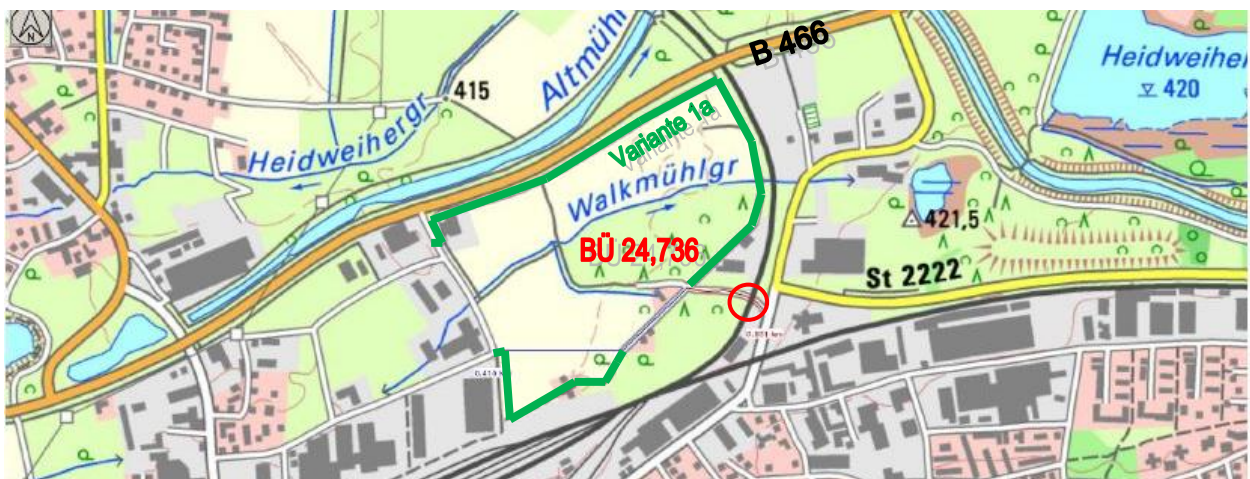 N
B 466
Heidweiher
▽ 420
415
Altmühl
Heidweihergr
Variante 1a
Walkmühlgr
421,5
BÜ 24,736
St 2222